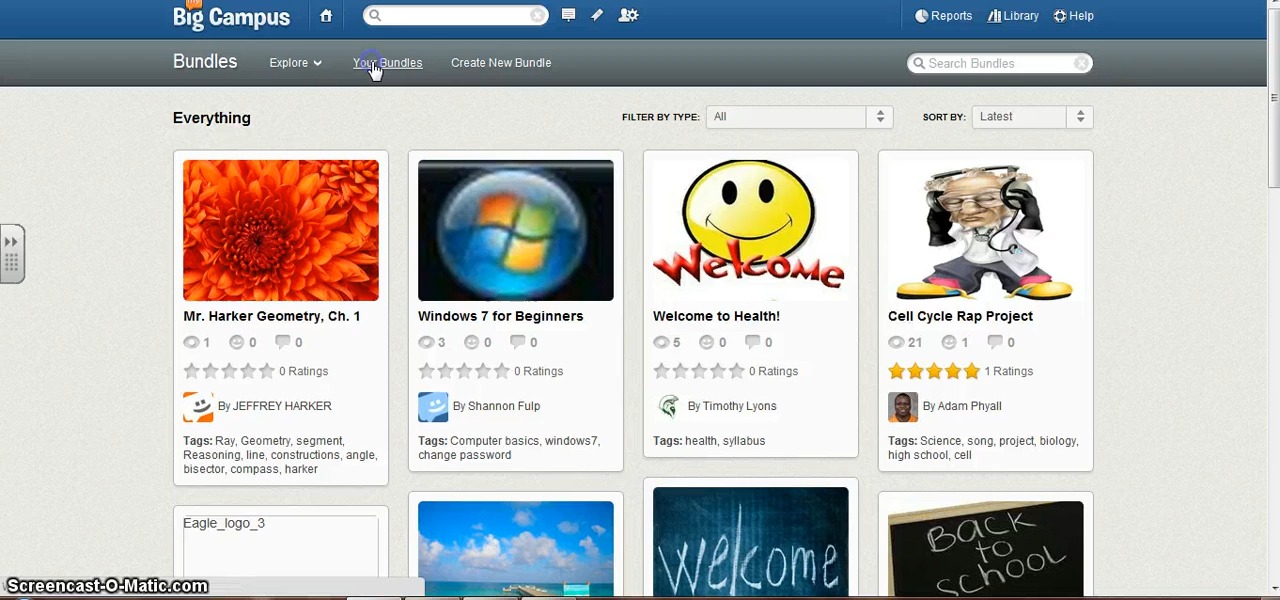 Big Campus
Reports Library Help
Bundles Explore Your Bundles Create New Bundle Search Bundles
Everything FILTER BY TYPE: All SORT BY: Latest
Welcome
Mr. Harker Geometry, Ch. 1
1 0 0
0 Ratings
By JEFFREY HARKER
Tags: Ray, Geometry, segment,
Reasoning, line, constructions, angle,
bisector, compass, harker
Windows 7 for Beginners
3 0 0
0 Ratings
By Shannon Fulp
Tags: Computer basics, windows7,
change password
Welcome to Health!
5 0 0
0 Ratings
By Timothy Lyons
Tags: health, syllabus
Cell Cycle Rap Project
21 1 0
1 Ratings
By Adam Phyall
Tags: Science, song, project, biology,
high school, cell
Eagle_logo_3
welcome
BACK
to
SCHOOL
Screencast-O-Matic.com